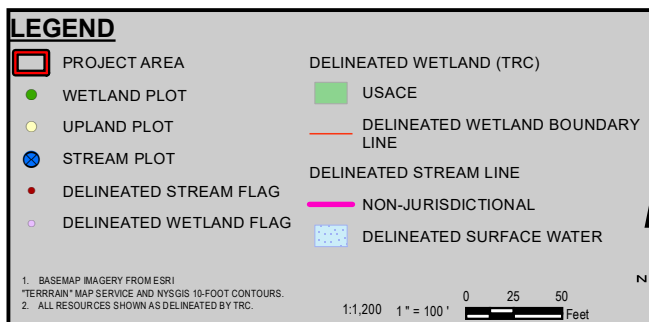 LEGEND
PROJECT AREA
WETLAND PLOT
UPLAND PLOT
STREAM PLOT
DELINEATED STREAM FLAG
DELINEATED WETLAND FLAG
DELINEATED WETLAND (TRC)
USACE
DELINEATED WETLAND BOUNDARY
LINE
DELINEATED STREAM LINE
NON-JURISDICTIONAL
DELINEATED SURFACE WATER
1. BASEMAP IMAGERY FROM ESRI
"TERRRAIN" MAP SERVICE AND NYSGIS 10-FOOT CONTOURS.
2. ALL RESOURCES SHOWN AS DELINEATED BY TRC.
1:1,200 1 " = 100 '
0 25 50
Feet
N